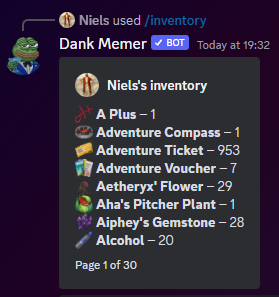 Niels used /inventory
Dank Memer ✓ BOT Today at 19:32
Niels's inventory
A Plus – 1
Adventure Compass – 1
Adventure Ticket – 953
Adventure Voucher – 7
Aetheryx' Flower – 29
Aha's Pitcher Plant – 1
Aiphey's Gemstone – 28
Alcohol – 20
Page 1 of 30